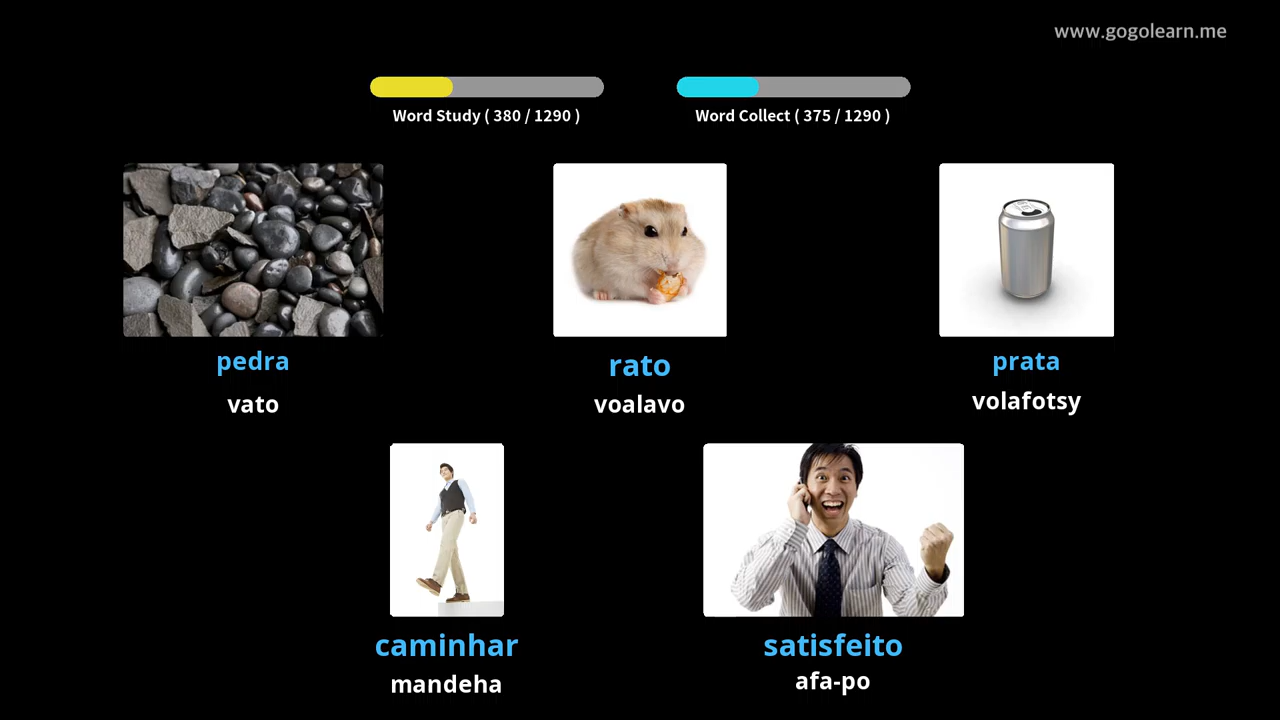 www.gogolearn.me
Word Study ( 380 / 1290 )
Word Collect ( 375 / 1290 )
pedra
vato
rato
voalavo
prata
volafotsy
caminhar
mandeha
satisfeito
afa-po